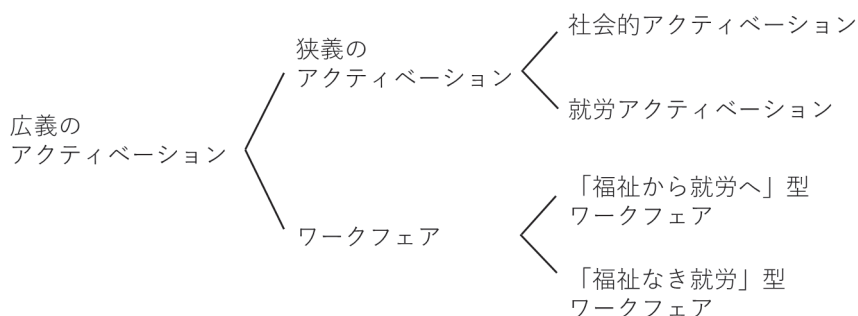 広義の
アクティベーション
狭義の
アクティベーション
社会的アクティベーション
就労アクティベーション
ワークフェア
「福祉から就労へ」型
ワークフェア
「福祉なき就労」型
ワークフェア